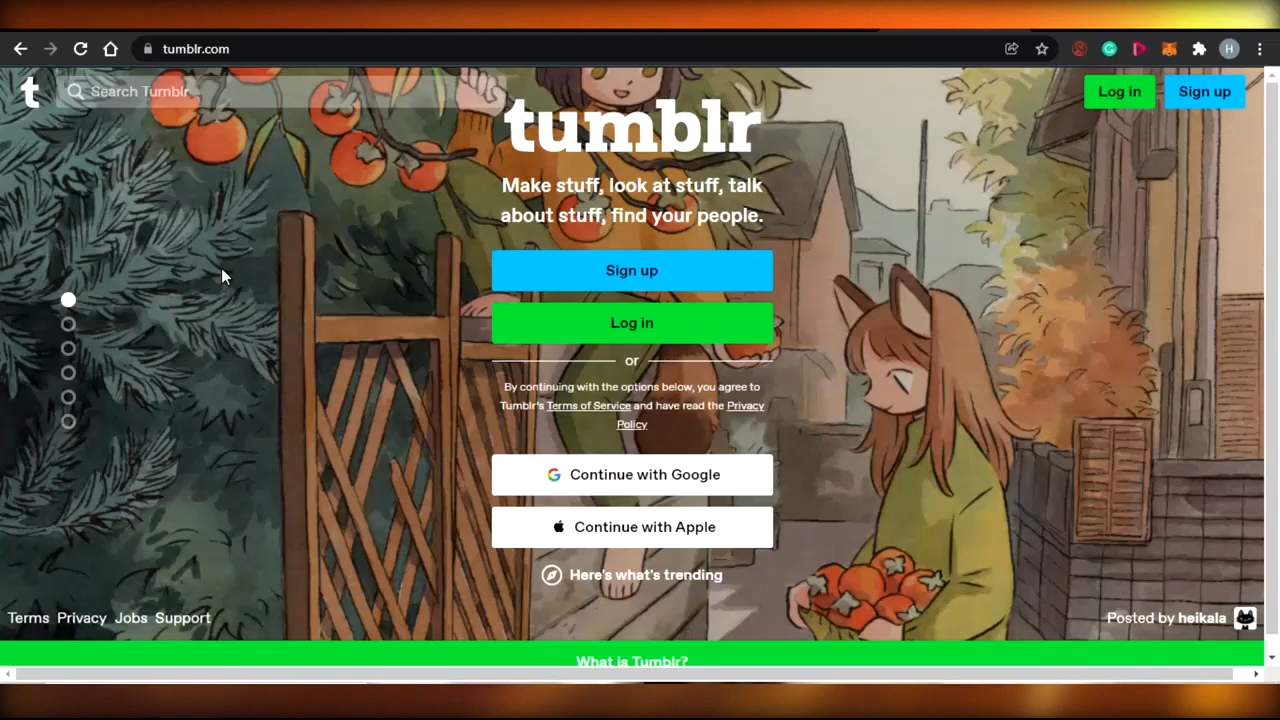 tumblr.com
H
t
Search Tumblr
Log in
Sign up
tumblr
Make stuff, look at stuff, talk
about stuff, find your people.
Sign up
Log in
or
By continuing with the options below, you agree to
Tumblr's Terms of Service and have read the Privacy
Policy
Continue with Google
Continue with Apple
Here's what's trending
Terms Privacy Jobs Support
Posted by heikala
What is Tumblr?